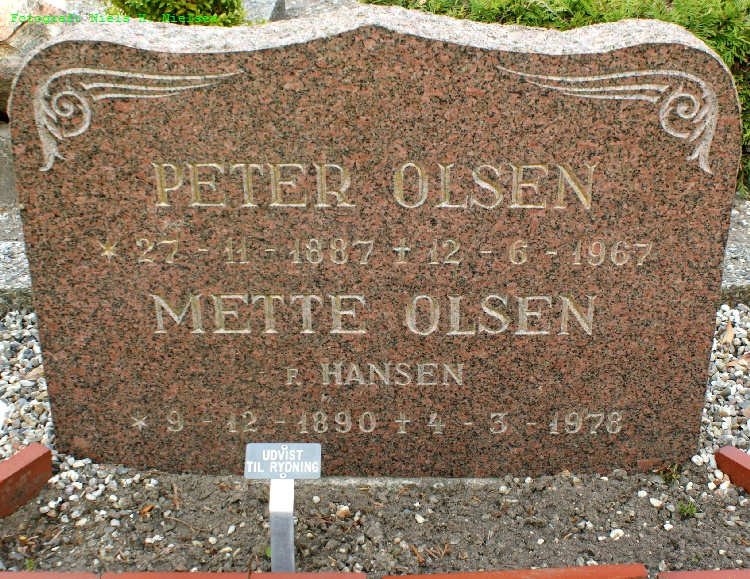 Fotograf: Niels H. Nielsen
PETER OLSEN
* 27 - 11 - 1887 † 12 - 6 - 1967
METTE OLSEN
F. HANSEN
* 9 - 12 - 1890 † 4 - 3 - 1978
UDVIST
TIL RYDNING